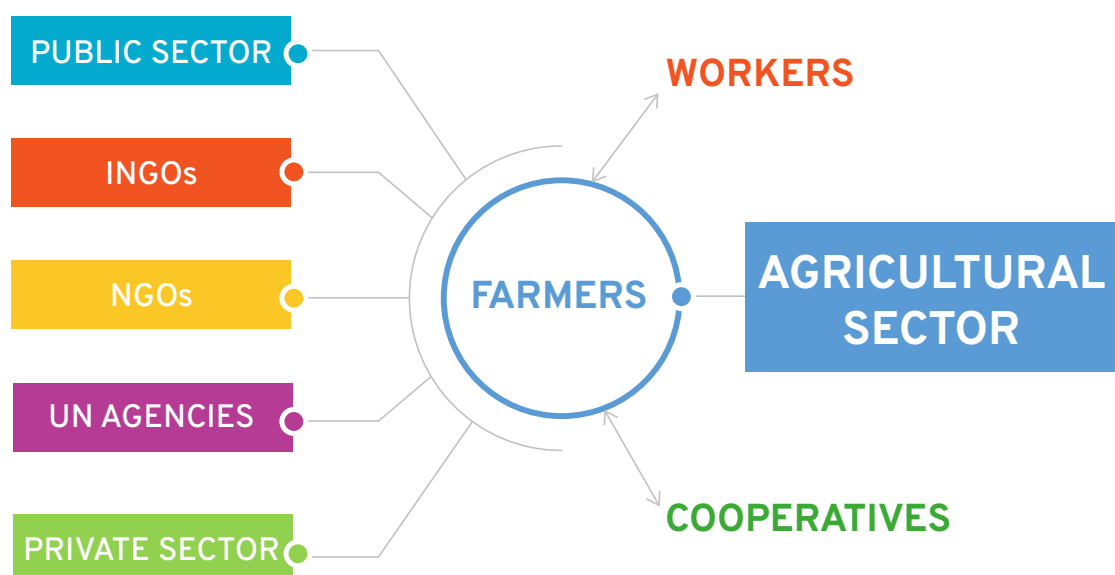 PUBLIC SECTOR
INGOs
NGOs
UN AGENCIES
PRIVATE SECTOR
FARMERS
WORKERS
AGRICULTURAL
SECTOR
COOPERATIVES